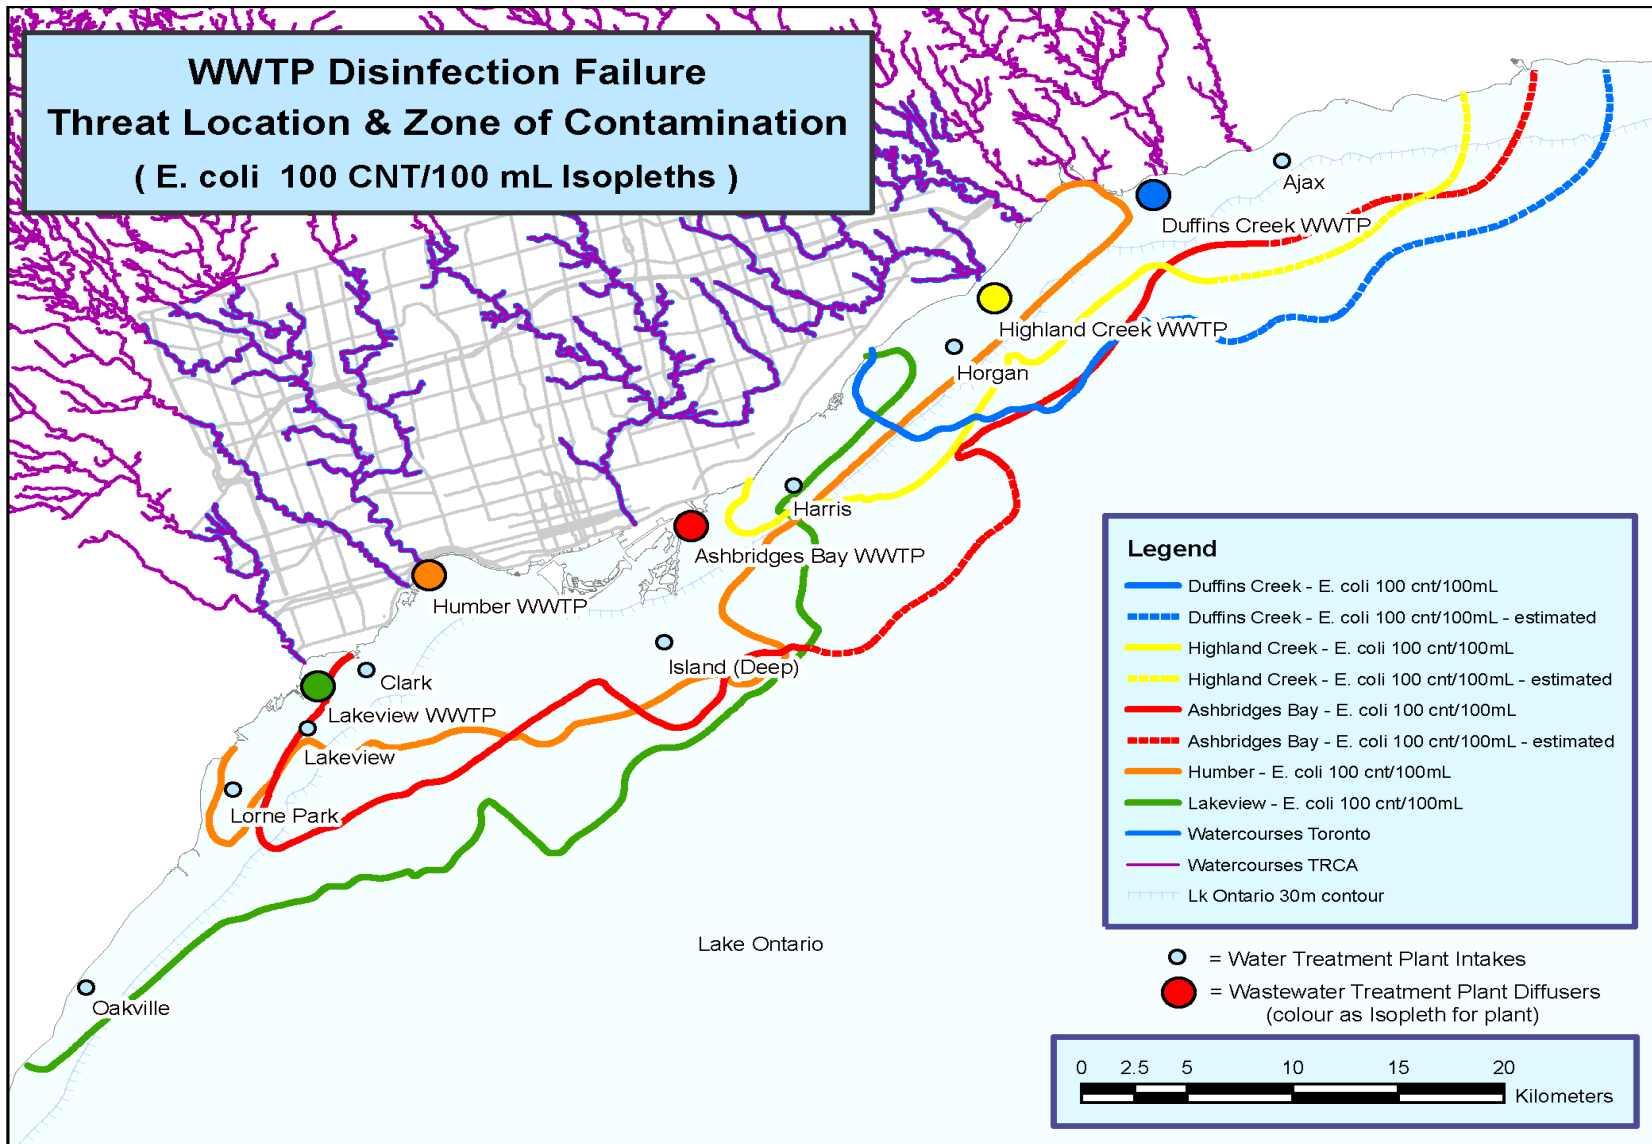 WWTP Disinfection Failure
Threat Location & Zone of Contamination
( E. coli 100 CNT/100 mL Isopleths )
Ajax
Duffins Creek WWTP
Highland Creek WWTP
Horgan
Harris
Ashbridges Bay WWTP
Humber WWTP
Island (Deep)
Clark
Lakeview WWTP
Lakeview
Lorne Park
Oakville
Lake Ontario
Legend
Duffins Creek - E. coli 100 cnt/100mL
Duffins Creek - E. coli 100 cnt/100mL - estimated
Highland Creek - E. coli 100 cnt/100mL
Highland Creek - E. coli 100 cnt/100mL - estimated
Ashbridges Bay - E. coli 100 cnt/100mL
Ashbridges Bay - E. coli 100 cnt/100mL - estimated
Humber - E. coli 100 cnt/100mL
Lakeview - E. coli 100 cnt/100mL
Watercourses Toronto
Watercourses TRCA
Lk Ontario 30m contour
= Water Treatment Plant Intakes
= Wastewater Treatment Plant Diffusers
(colour as Isopleth for plant)
0 2.5 5 10 15 20
Kilometers